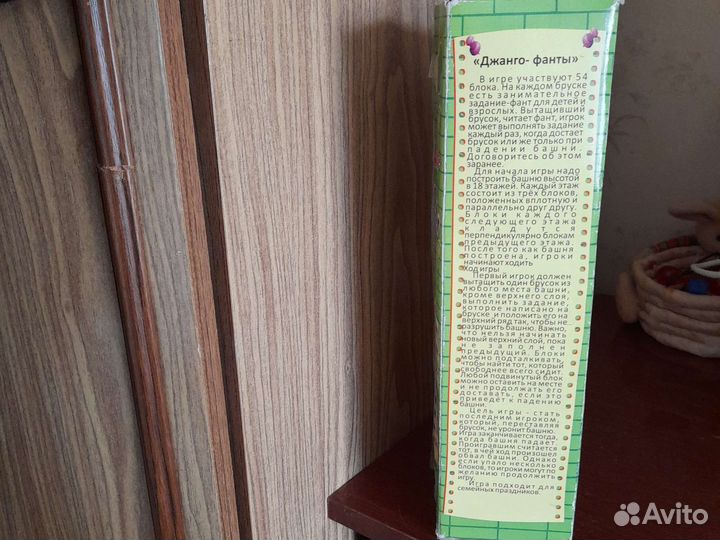 «Джанго- фанты»
В игре участвуют 54
блока. На каждом бруске
есть занимательное
задание-фант для детей и
взрослых. Вытащивший
брусок, читает фант, игрок
может выполнять задание
каждый раз, когда достает
брусок или же только при
падении башни.
Договоритесь об этом
заранее.
Для начала игры надо
построить башню высотой
в 18 этажей. Каждый этаж
состоит из трёх блоков,
положенных вплотную и
параллельно друг другу.
Блоки каждого
следующего этажа
кладутся
перпендикулярно блокам
предыдущего этажа.
После того как башня
построена, игроки
начинают ходить
Ход игры
Первый игрок должен
вытащить один брусок из
любого места башни,
кроме верхнего слоя,
выполнить задание,
которое написано на
бруске и положить его на
верхний ряд так, чтобы не
разрушить башню. Важно,
что нельзя начинать
новый верхний слой, пока
не заполнен
предыдущий. Блоки
можно подталкивать,
чтобы найти тот, который
свободнее всего сидит.
Любой подвинутый блок
можно оставить на месте
и не продолжать его
доставать, если это
приведёт к падению
башни.
Цель игры - стать
последним игроком,
который, переставляя
брусок, не уронит башню.
Игра заканчивается тогда,
когда башня падает.
Проигравшим считается
тот, в чей ход произошел
обвал башни. Однако
если упало несколько
блоков, то игроки могут по
желанию продолжить
игру.
Игра подходит для
семейных праздников.
Avito